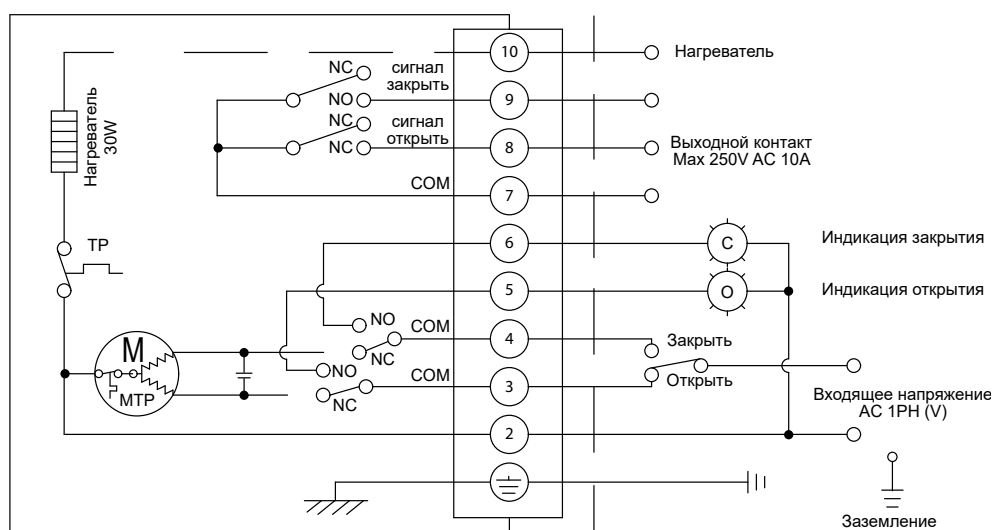 10
Нагреватель
NC
сигнал
закрыть
NO
9
NC
сигнал
открыть
NC
8
Выходной контакт
Max 250V AC 10A
Нагреватель
30W
COM
7
TP
6
C
Индикация закрытия
5
O
Индикация открытия
NO
COM
4
Закрыть
NC
M
MTP
NO
COM
3
Открыть
NC
Входящее напряжение
AC 1PH (V)
2
Заземление